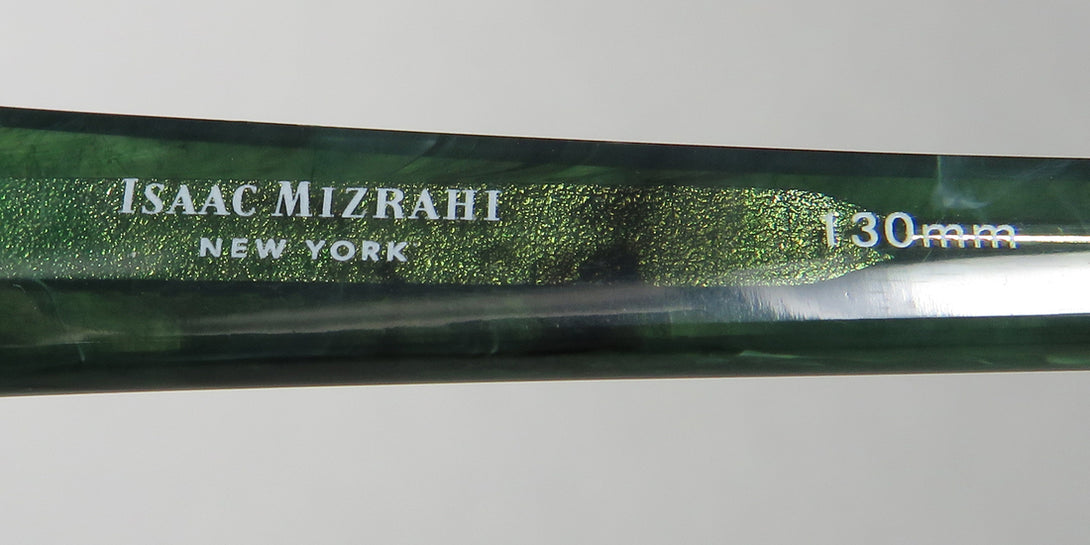 ISAAC MIZRAHI
NEW YORK
130mm